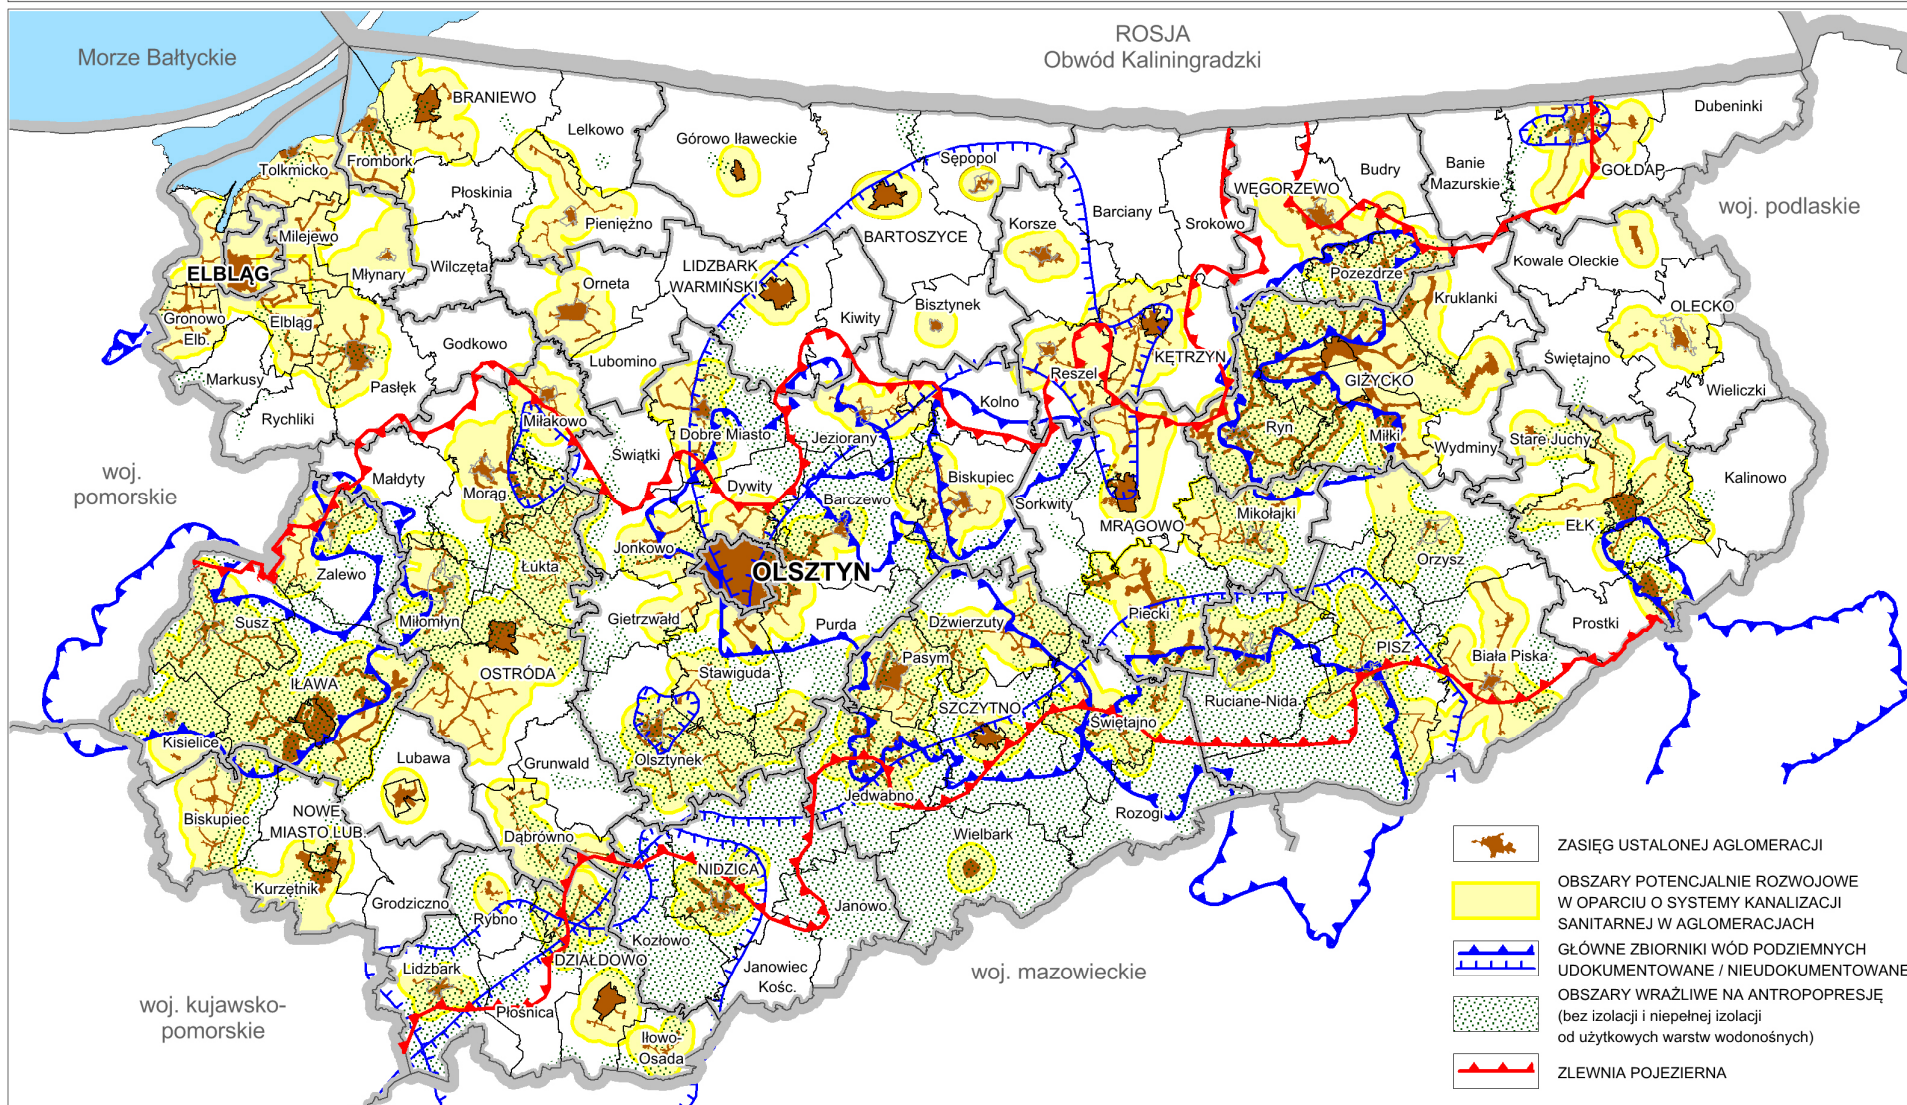 Morze Bałtyckie
ROSJA
Obwód Kaliningradzki
BRANIEWO
Lelkowo
Górowo Iławeckie
Sępopol
Dubeninki
Tolkmicko
Frombork
Płoskinia
Pieniężno
Korsze
Barciany
Srokowo
WĘGORZEWO
Budry
Banie
Mazurskie
GOŁDAP
woj. podlaskie
Milejewo
Młynary
Wilczęta
BARTOSZYCE
ELBLĄG
LIDZBARK
WARMIŃSKI
Orneta
Bisztynek
Pozezdrze
Kowale Oleckie
Kruklanki
OLECKO
Gronowo
Elb.
Elbląg
Godkowo
Lubomino
Kiwity
KĘTRZYN
Reszel
GIŻYCKO
Świętajno
Wieliczki
Markusy
Pasłęk
Rychliki
Miłakowo
Kolno
Dobre Miasto
Jeziorany
Świątki
Ryn
Miłki
Wydminy
Stare Juchy
Kalinowo
woj.
pomorskie
Małdyty
Morąg
Dywity
Barczewo
Biskupiec
Sorkwity
MRĄGOWO
Mikołajki
EŁK
Orzysz
Jonkowo
OLSZTYN
Zalewo
Łukta
Susz
Miłomłyn
Gietrzwałd
Purda
Dźwierzuty
Piecki
Prostki
PISZ
Biała Piska
Pasym
OSTRÓDA
Stawiguda
IŁAWA
SZCZYTNO
Świętajno
Ruciane-Nida
Kisielice
Lubawa
Grunwald
Olsztynek
Jedwabno
Rozogi
Biskupiec
NOWE
MIASTO LUB.
Dąbrówno
Wielbark
Kurzętnik
NIDZICA
Grodziczno
Rybno
Janowo
Kozłowo
Lidzbark
DZIAŁDOWO
Janowiec
Kośc.
woj. mazowieckie
woj. kujawsko-
pomorskie
Płośnica
Iłowo-
Osada
ZASIĘG USTALONEJ AGLOMERACJI
OBSZARY POTENCJALNIE ROZWOJOWE
W OPARCIU O SYSTEMY KANALIZACJI
SANITARNEJ W AGLOMERACJACH
GŁÓWNE ZBIORNIKI WÓD PODZIEMNYCH
UDOKUMENTOWANE / NIEUDOKUMENTOWANE
OBSZARY WRAŻLIWE NA ANTROPOPRESJĘ
(bez izolacji i niepełnej izolacji
od użytkowych warstw wodonośnych)
ZLEWNIA POJEZIERNA